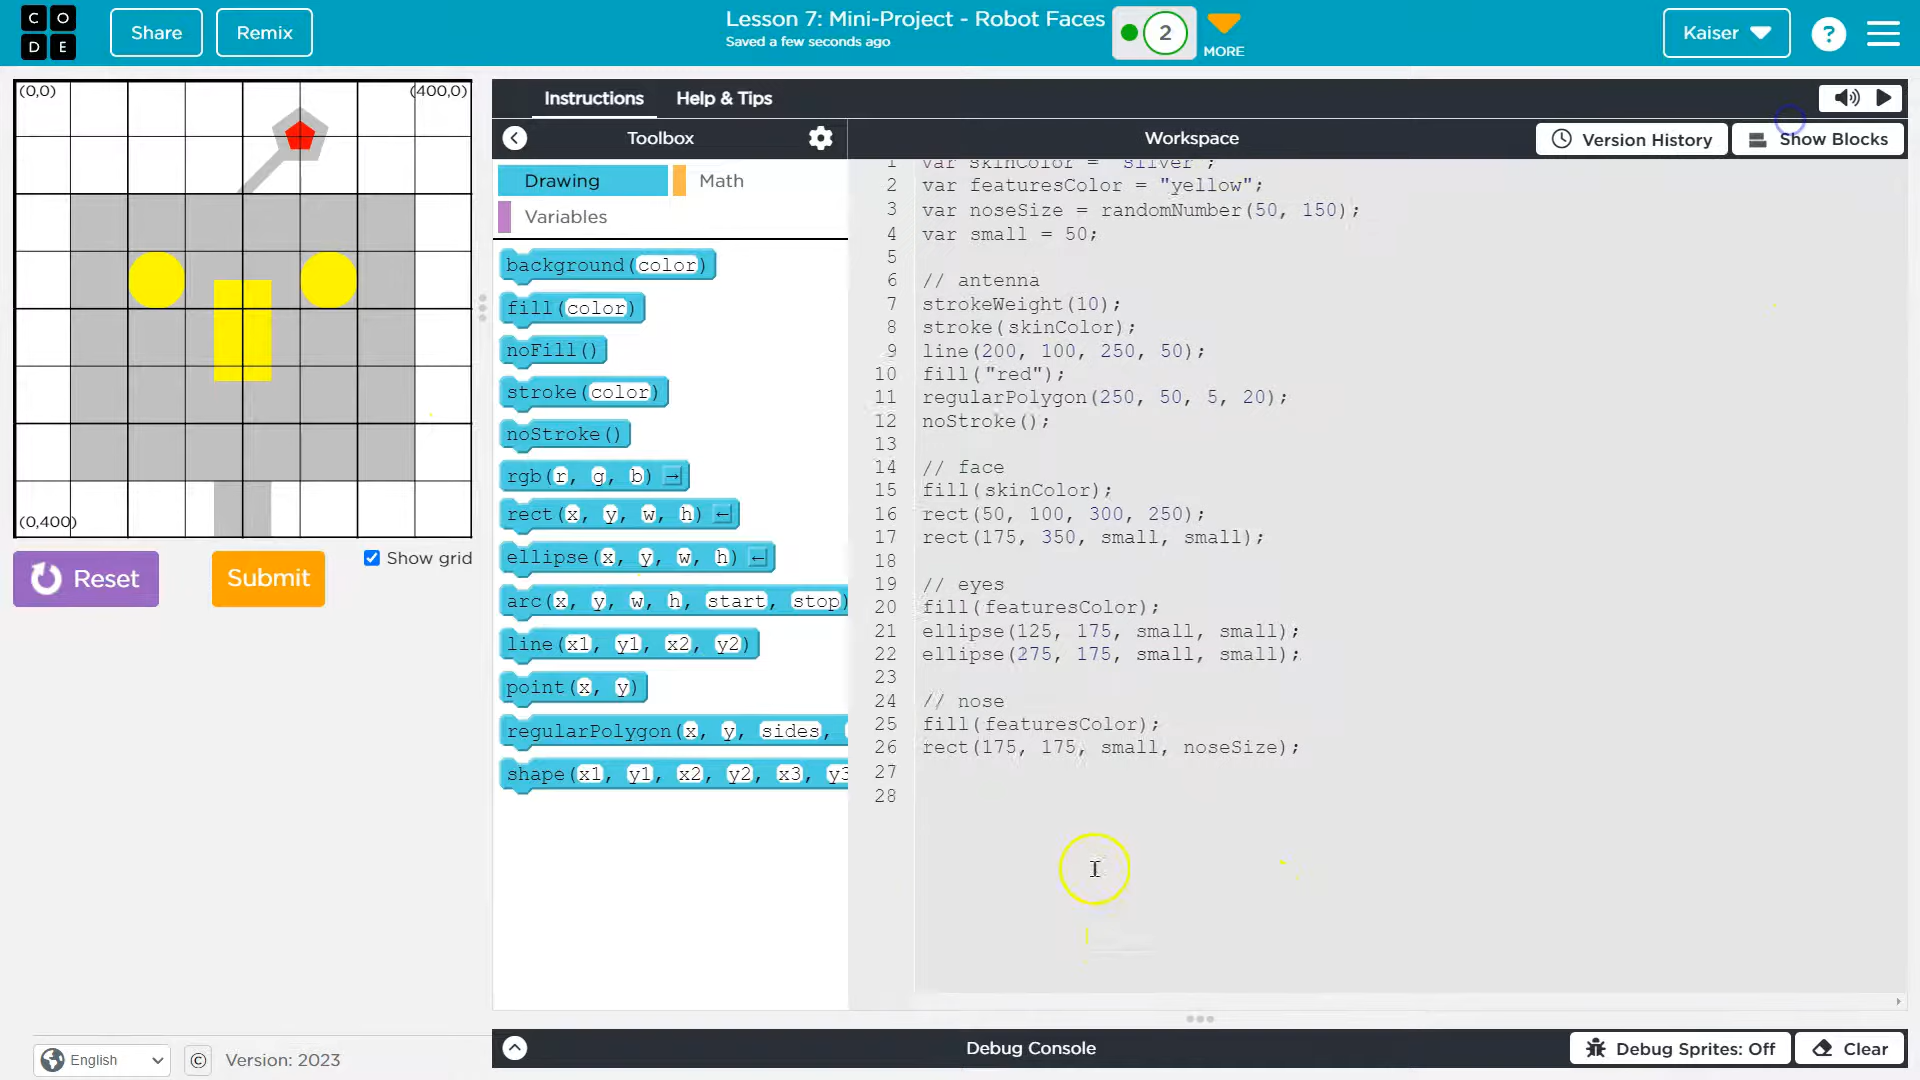 C O
D E
Share
Remix
Lesson 7: Mini-Project - Robot Faces
Saved a few seconds ago
2
MORE
Kaiser
?
(0,0)
(400,0)
(0,400)
Reset
Submit
Show grid
Instructions
Help & Tips
Toolbox
Workspace
Version History
Show Blocks
Drawing
Math
Variables
background(color)
fill(color)
noFill()
stroke(color)
noStroke()
rgb(r, g, b)
rect(x, y, w, h)
ellipse(x, y, w, h)
arc(x, y, w, h, start, stop)
line(x1, y1, x2, y2)
point(x, y)
regularPolygon(x, y, sides,
shape(x1, y1, x2, y2, x3, y3
1 var skinColor = "silver";
2 var featuresColor = "yellow";
3 var noseSize = randomNumber(50, 150);
4 var small = 50;
5
6 // antenna
7 strokeWeight(10);
8 stroke(skinColor);
9 line(200, 100, 250, 50);
10 fill("red");
11 regularPolygon(250, 50, 5, 20);
12 noStroke();
13
14 // face
15 fill(skinColor);
16 rect(50, 100, 300, 250);
17 rect(175, 350, small, small);
18
19 // eyes
20 fill(featuresColor);
21 ellipse(125, 175, small, small);
22 ellipse(275, 175, small, small);
23
24 // nose
25 fill(featuresColor);
26 rect(175, 175, small, noseSize);
27
28
English
©
Version: 2023
Debug Console
Debug Sprites: Off
Clear